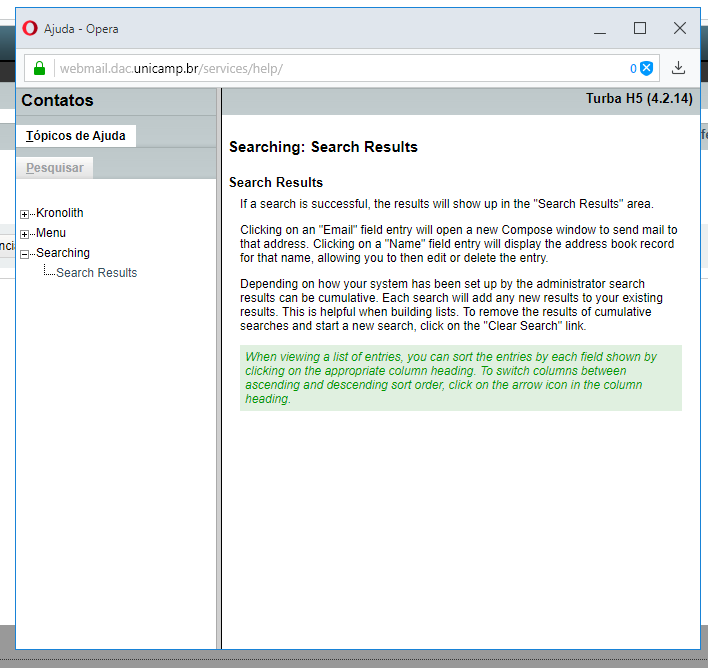 Ajuda - Opera
webmail.dac.unicamp.br/services/help/
0
Contatos
Turba H5 (4.2.14)
Tópicos de Ajuda
Pesquisar
Kronolith
Menu
Searching
Search Results
Searching: Search Results
Search Results
If a search is successful, the results will show up in the "Search Results" area.
Clicking on an "Email" field entry will open a new Compose window to send mail to
that address. Clicking on a "Name" field entry will display the address book record
for that name, allowing you to then edit or delete the entry.
Depending on how your system has been set up by the administrator search
results can be cumulative. Each search will add any new results to your existing
results. This is helpful when building lists. To remove the results of cumulative
searches and start a new search, click on the "Clear Search" link.
When viewing a list of entries, you can sort the entries by each field shown by
clicking on the appropriate column heading. To switch columns between
ascending and descending sort order, click on the arrow icon in the column
heading.